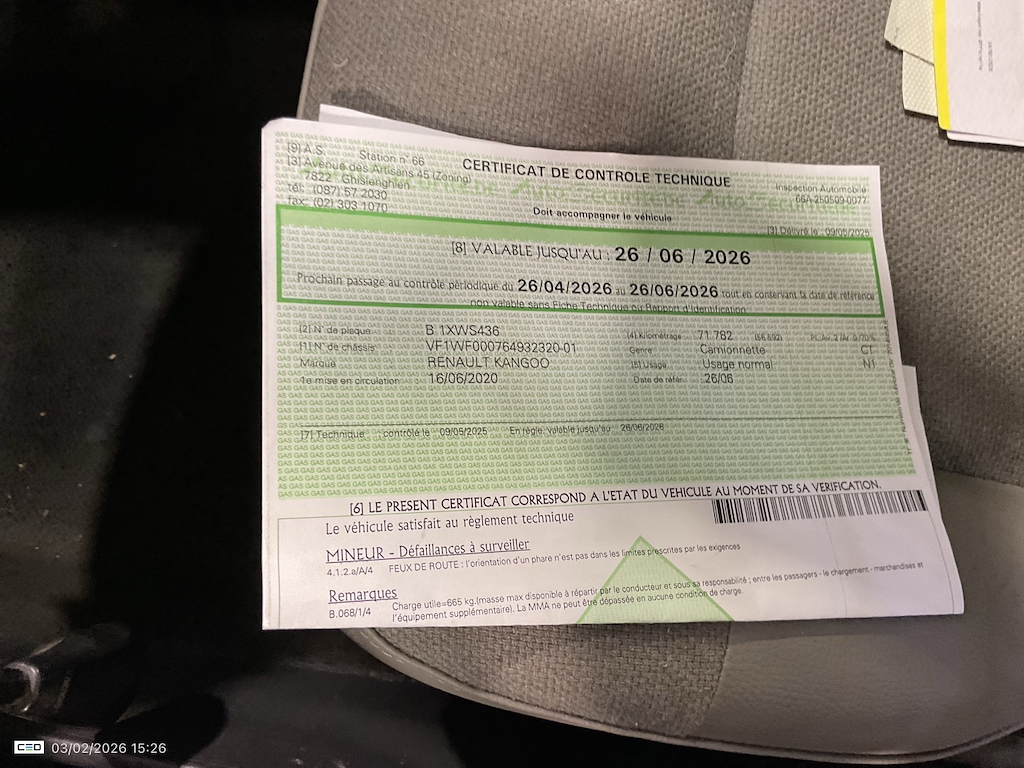 [9] A.S. Station n° 66
[3] Avenue des Artisans 45 (Zoning)
7822 Ghislenghien
tél: (087) 57 2030
fax: (02) 303 1070
CERTIFICAT DE CONTROLE TECHNIQUE
Doit accompagner le véhicule
Inspection Automobile
66A-250509-0077
[3] Délivré le : 09/05/2025
[8] VALABLE JUSQU'AU : 26 / 06 / 2026
Prochain passage au contrôle périodique du 26/04/2026 au 26/06/2026 tout en conservant la date de référence
non valable sans Fiche Technique ou Rapport d'Identification
[2] N° de plaque B 1XWS436
[1] N° de châssis VF1WF000764932320-01
Marque RENAULT KANGOO
1e mise en circulation 16/06/2020
[4] Kilométrage 71.782
Genre Camionnette CT
[5] Usage Usage normal N1
Date de référ. 26/06
[7] Technique : contrôlé le : 09/05/2025 En règle: valable jusqu'au : 26/06/2026
[6] LE PRESENT CERTIFICAT CORRESPOND A L'ETAT DU VEHICULE AU MOMENT DE SA VERIFICATION.
Le véhicule satisfait au règlement technique
MINEUR - Défaillances à surveiller
4.1.2.a/A/4 FEUX DE ROUTE : l'orientation d'un phare n'est pas dans les limites prescrites par les exigences
Remarques
B.068/1/4 Charge utile=665 kg.(masse max disponible à répartir par le conducteur et sous sa responsabilité ; entre les passagers - le chargement - marchandises et
l'équipement supplémentaire). La MMA ne peut être dépassée en aucune condition de charge.
CEO 03/02/2026 15:26